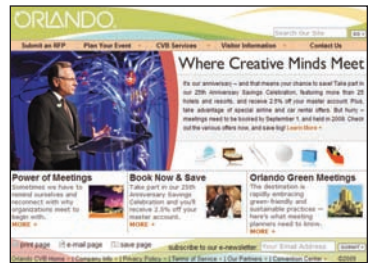 ORLANDO.
Search Our Site GO
Submit an RFP Plan Your Event CVB Services Visitor Information Contact Us
Where Creative Minds Meet
It's our anniversary – and that means your chance to save! Take part in
our 25th Anniversary Savings Celebration, featuring more than 25
hotels and resorts, and receive 2.5% off your master account. Plus,
take advantage of special airline and car rental offers. But hurry –
meetings need to be booked by September 1, and held in 2009. Check
out the various offers now, and save big! Learn More
Power of Meetings
Sometimes we have to
remind ourselves and
reconnect with why
organizations meet to
begin with.
MORE
Book Now & Save
Take part in our 25th
Anniversary Savings
Celebration and you'll
receive 2.5% off your
master account.
MORE
Orlando Green Meetings
The destination is
rapidly embracing
green-friendly and
sustainable practices —
here's what meeting
planners need to know.
MORE
print page e-mail page save page subscribe to our e-newsletter: Your Email Address SUBMIT
Orlando CVB Home | Company Info | Privacy Policy | Terms of Service | Our Partners | Convention Center ©2009